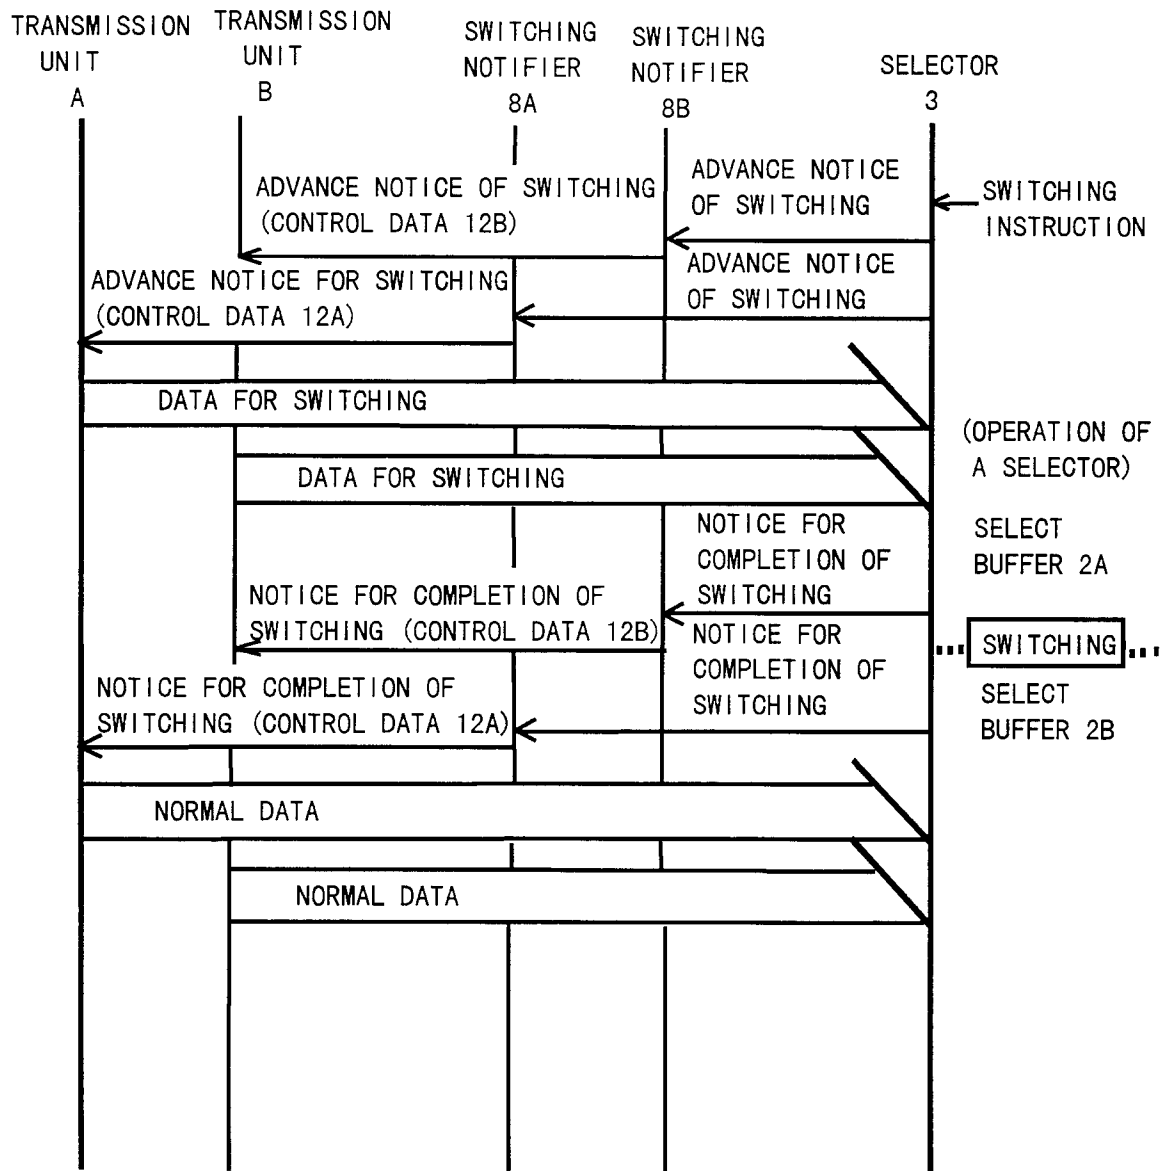 TRANSMISSION
UNIT
A
TRANSMISSION
UNIT
B
SWITCHING
NOTIFIER
8A
SWITCHING
NOTIFIER
8B
SELECTOR
3
ADVANCE NOTICE OF SWITCHING
(CONTROL DATA 12B)
ADVANCE NOTICE
OF SWITCHING
SWITCHING
INSTRUCTION
ADVANCE NOTICE FOR SWITCHING
(CONTROL DATA 12A)
ADVANCE NOTICE
OF SWITCHING
DATA FOR SWITCHING
(OPERATION OF
A SELECTOR)
DATA FOR SWITCHING
NOTICE FOR
COMPLETION OF
SWITCHING
SELECT
BUFFER 2A
NOTICE FOR COMPLETION OF
SWITCHING (CONTROL DATA 12B)
NOTICE FOR
COMPLETION OF
SWITCHING
SWITCHING
NOTICE FOR COMPLETION OF
SWITCHING (CONTROL DATA 12A)
SELECT
BUFFER 2B
NORMAL DATA
NORMAL DATA